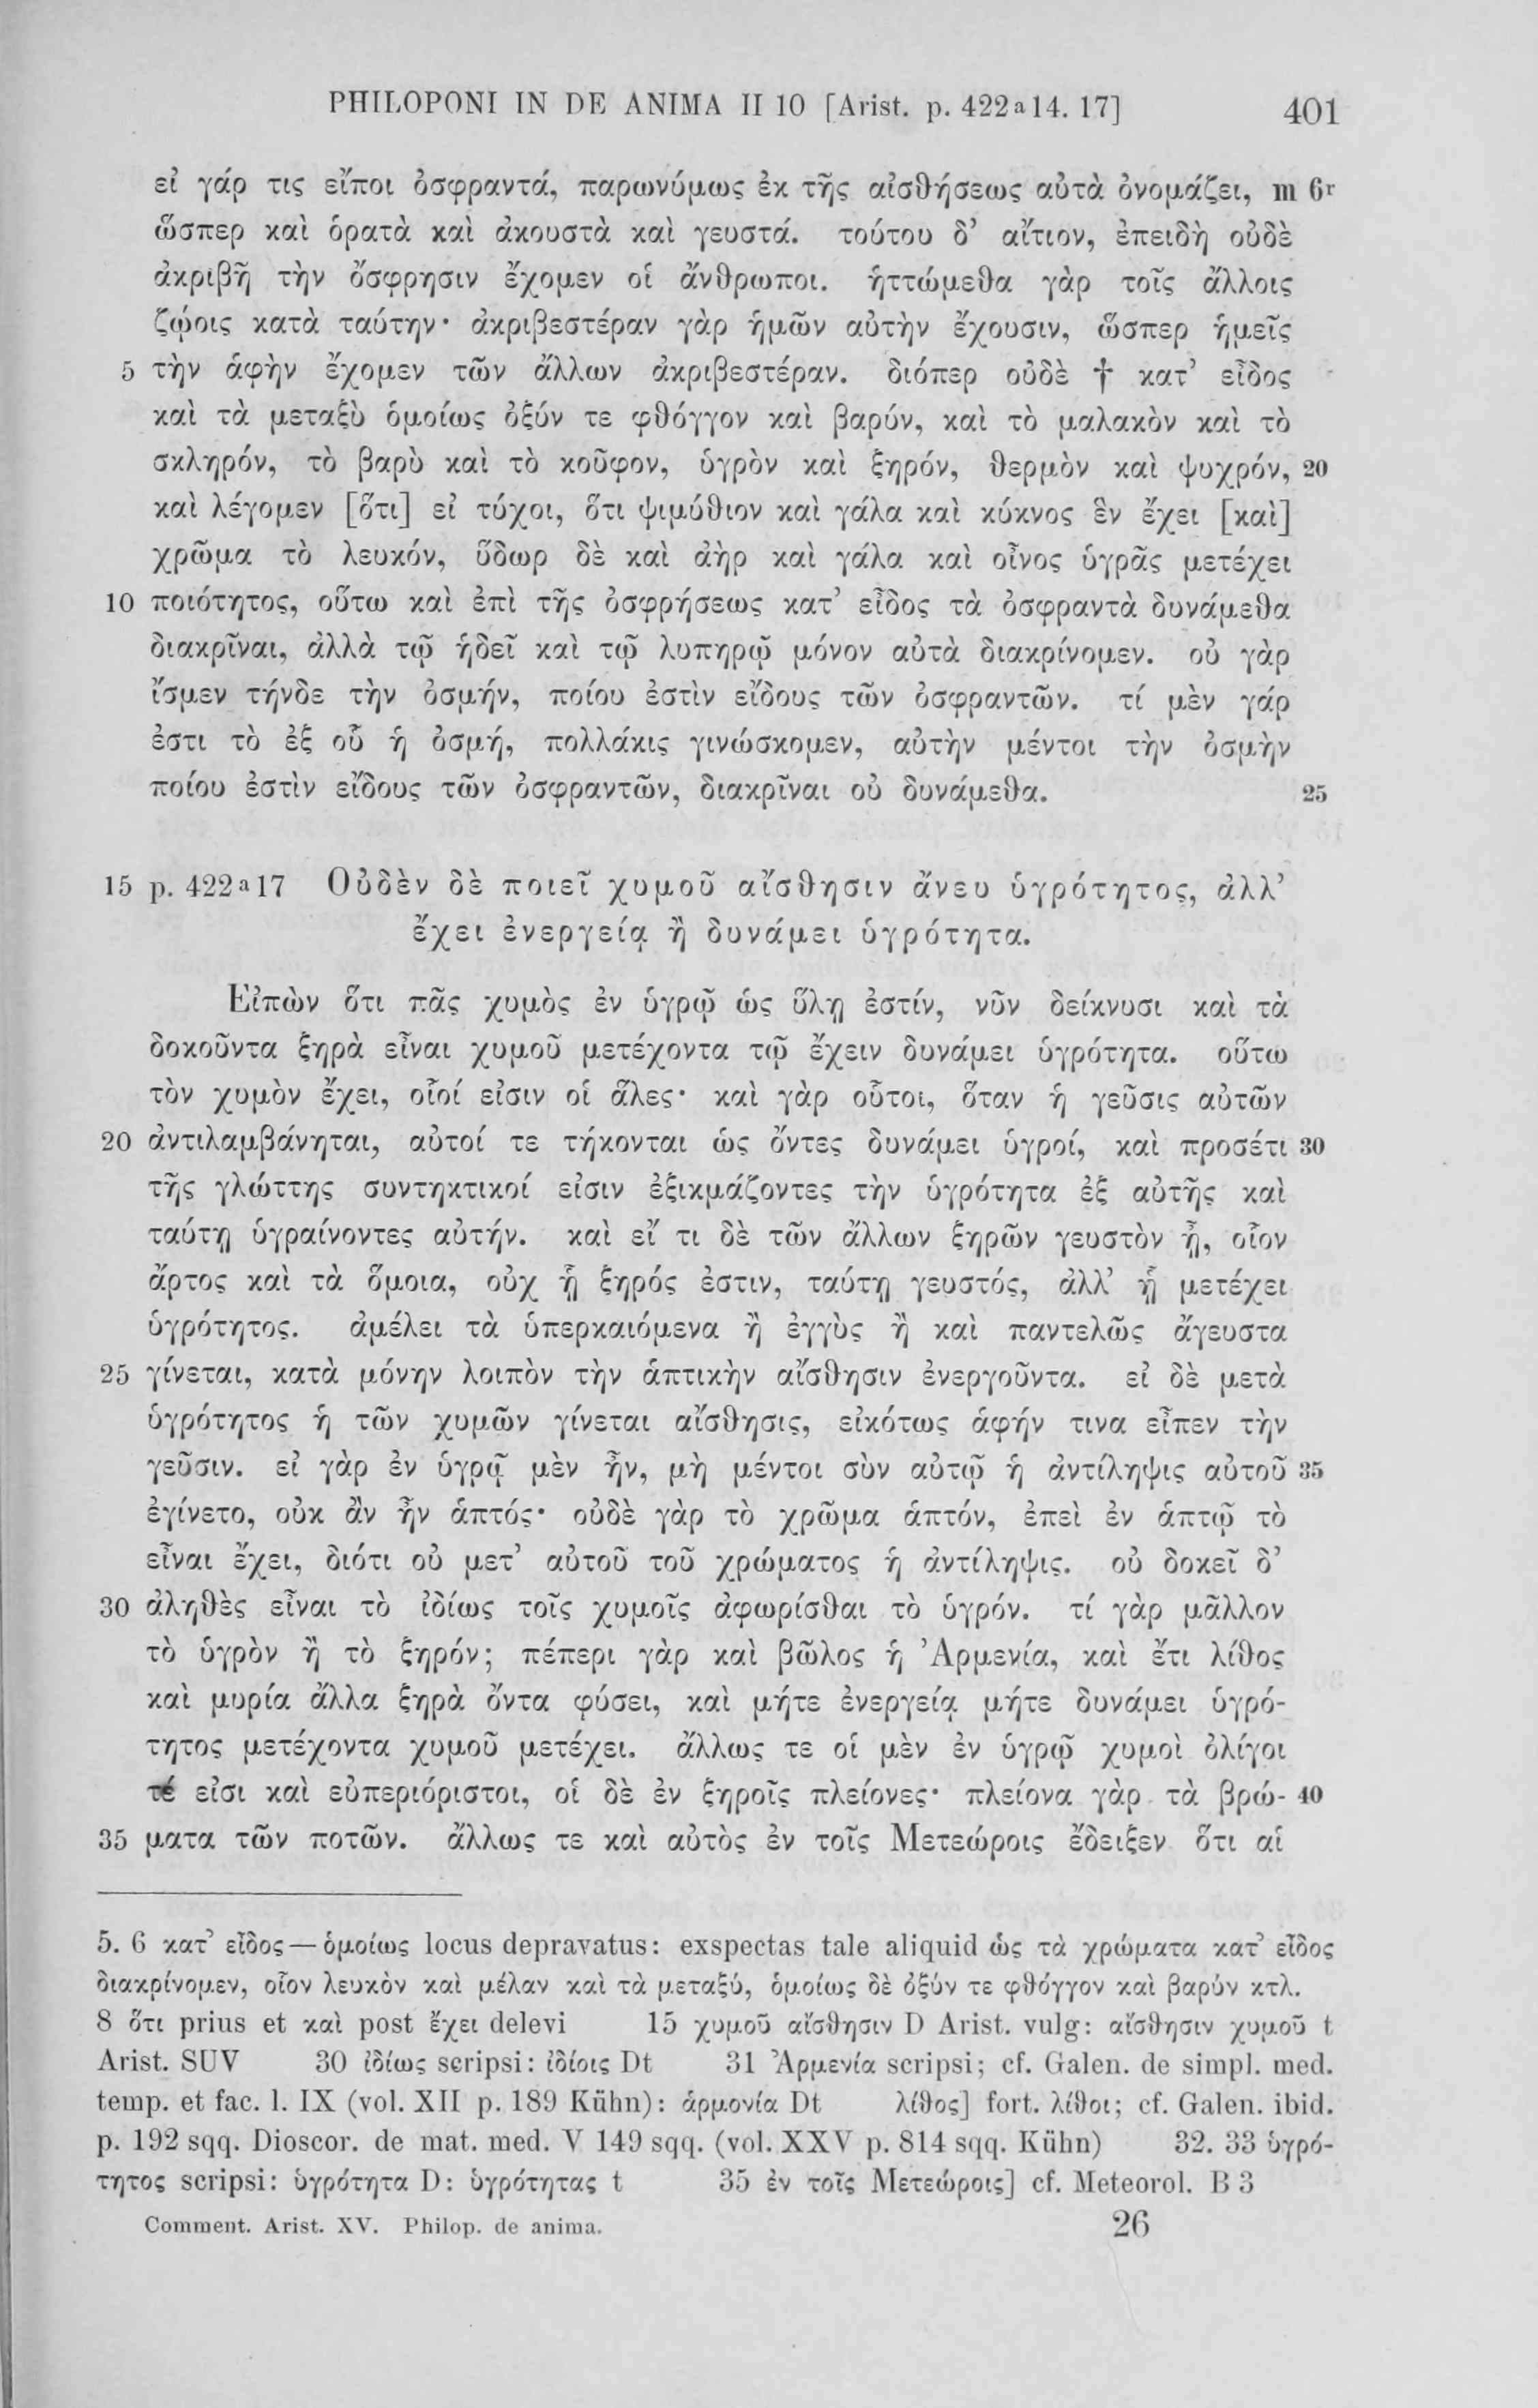 PHILOPONI IN DE ANIMA II 10 [Arist. p. 422a14. 17] 401
εἰ γάρ τις εἴποι ὀσφραντά, παρωνύμως ἐκ τῆς αἰσθήσεως αὐτὰ ὀνομάζει, m 6r
ὥσπερ καὶ ὁρατὰ καὶ ἀκουστὰ καὶ γευστά. τούτου δ’ αἴτιον, ἐπειδὴ οὐδὲ
ἀκριβῆ τὴν ὄσφρησιν ἔχομεν οἱ ἄνθρωποι. ἡττώμεθα γὰρ τοῖς ἄλλοις
ζῴοις κατὰ ταύτην· ἀκριβεστέραν γὰρ ἡμῶν αὐτὴν ἔχουσιν, ὥσπερ ἡμεῖς
5 τὴν ἁφὴν ἔχομεν τῶν ἄλλων ἀκριβεστέραν. διόπερ οὐδὲ † κατ’ εἶδος
καὶ τὰ μεταξὺ ὁμοίως ὀξύν τε φθόγγον καὶ βαρύν, καὶ τὸ μαλακὸν καὶ τὸ
σκληρόν, τὸ βαρὺ καὶ τὸ κοῦφον, ὑγρὸν καὶ ξηρόν, θερμὸν καὶ ψυχρόν, 20
καὶ λέγομεν [ὅτι] εἰ τύχοι, ὅτι ψιμύθιον καὶ γάλα καὶ κύκνος ἓν ἔχει [καὶ]
χρῶμα τὸ λευκόν, ὕδωρ δὲ καὶ ἀὴρ καὶ γάλα καὶ οἶνος ὑγρᾶς μετέχει
10 ποιότητος, οὕτω καὶ ἐπὶ τῆς ὀσφρήσεως κατ’ εἶδος τὰ ὀσφραντὰ δυνάμεθα
διακρῖναι, ἀλλὰ τῷ ἡδεῖ καὶ τῷ λυπηρῷ μόνον αὐτὰ διακρίνομεν. οὐ γὰρ
ἴσμεν τήνδε τὴν ὀσμήν, ποίου ἐστὶν εἴδους τῶν ὀσφραντῶν. τί μὲν γάρ
ἐστι τὸ ἐξ οὗ ἡ ὀσμή, πολλάκις γινώσκομεν, αὐτὴν μέντοι τὴν ὀσμὴν
ποίου ἐστὶν εἴδους τῶν ὀσφραντῶν, διακρῖναι οὐ δυνάμεθα. 25
15 p. 422a17 Οὐδὲν δὲ ποιεῖ χυμοῦ αἴσθησιν ἄνευ ὑγρότητος, ἀλλ’
ἔχει ἐνεργείᾳ ἢ δυνάμει ὑγρότητα.
Εἰπὼν ὅτι πᾶς χυμὸς ἐν ὑγρῷ ὡς ὕλῃ ἐστίν, νῦν δείκνυσι καὶ τὰ
δοκοῦντα ξηρὰ εἶναι χυμοῦ μετέχοντα τῷ ἔχειν δυνάμει ὑγρότητα. οὕτω
τὸν χυμὸν ἔχει, οἷοί εἰσιν οἱ ἅλες· καὶ γὰρ οὗτοι, ὅταν ἡ γεῦσις αὐτῶν
20 ἀντιλαμβάνηται, αὐτοί τε τήκονται ὡς ὄντες δυνάμει ὑγροί, καὶ προσέτι 30
τῆς γλώττης συντηκτικοί εἰσιν ἐξικμάζοντες τὴν ὑγρότητα ἐξ αὐτῆς καὶ
ταύτῃ ὑγραίνοντες αὐτήν. καὶ εἴ τι δὲ τῶν ἄλλων ξηρῶν γευστὸν ᾖ, οἷον
ἄρτος καὶ τὰ ὅμοια, οὐχ ᾗ ξηρός ἐστιν, ταύτῃ γευστός, ἀλλ’ ᾗ μετέχει
ὑγρότητος. ἀμέλει τὰ ὑπερκαιόμενα ἢ ἐγγὺς ἢ καὶ παντελῶς ἄγευστα
25 γίνεται, κατὰ μόνην λοιπὸν τὴν ἁπτικὴν αἴσθησιν ἐνεργοῦντα. εἰ δὲ μετὰ
ὑγρότητος ἡ τῶν χυμῶν γίνεται αἴσθησις, εἰκότως ἁφήν τινα εἶπεν τὴν
γεῦσιν. εἰ γὰρ ἐν ὑγρῷ μὲν ἦν, μὴ μέντοι σὺν αὐτῷ ἡ ἀντίληψις αὐτοῦ 35
ἐγίνετο, οὐκ ἂν ἦν ἁπτός· οὐδὲ γὰρ τὸ χρῶμα ἁπτόν, ἐπεὶ ἐν ἁπτῷ τὸ
εἶναι ἔχει, διότι οὐ μετ’ αὐτοῦ τοῦ χρώματος ἡ ἀντίληψις. οὐ δοκεῖ δ’
30 ἀληθὲς εἶναι τὸ ἰδίως τοῖς χυμοῖς ἀφωρίσθαι τὸ ὑγρόν. τί γὰρ μᾶλλον
τὸ ὑγρὸν ἢ τὸ ξηρόν; πέπερι γὰρ καὶ βῶλος ἡ Ἀρμενία, καὶ ἔτι λίθος
καὶ μυρία ἄλλα ξηρὰ ὄντα φύσει, καὶ μήτε ἐνεργείᾳ μήτε δυνάμει ὑγρό-
τητος μετέχοντα χυμοῦ μετέχει. ἄλλως τε οἱ μὲν ἐν ὑγρῷ χυμοὶ ὀλίγοι
τέ εἰσι καὶ εὐπεριόριστοι, οἱ δὲ ἐν ξηροῖς πλείονες· πλείονα γὰρ τὰ βρώ- 40
35 ματα τῶν ποτῶν. ἄλλως τε καὶ αὐτὸς ἐν τοῖς Μετεώροις ἔδειξεν ὅτι αἱ
5. 6 κατ’ εἶδος — ὁμοίως locus depravatus: exspectas tale aliquid ὡς τὰ χρώματα κατ’ εἶδος
διακρίνομεν, οἷον λευκὸν καὶ μέλαν καὶ τὰ μεταξύ, ὁμοίως δὲ ὀξύν τε φθόγγον καὶ βαρὺν κτλ.
8 ὅτι prius et καὶ post ἔχει delevi 15 χυμοῦ αἴσθησιν D Arist. vulg: αἴσθησιν χυμοῦ t
Arist. SUV 30 ἰδίως scripsi: ἰδίοις Dt 31 Ἀρμενία scripsi; cf. Galen. de simpl. med.
temp. et fac. l. IX (vol. XII p. 189 Kühn): ἁρμονία Dt λίθος] fort. λίθοι; cf. Galen. ibid.
p. 192 sqq. Dioscor. de mat. med. V 149 sqq. (vol. XXV p. 814 sqq. Kühn) 32. 33 ὑγρό-
τητος scripsi: ὑγρότητα D: ὑγρότητας t 35 ἐν τοῖς Μετεώροις] cf. Meteorol. B 3
Comment. Arist. XV. Philop. de anima. 26